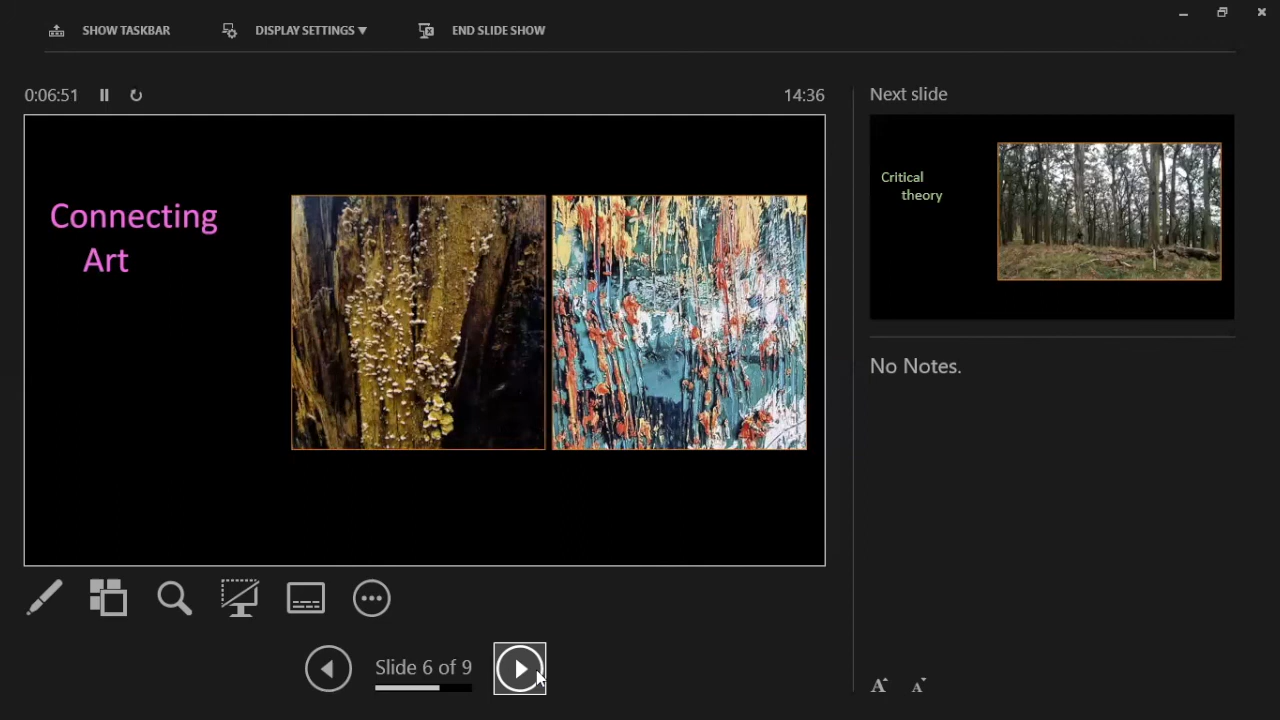 SHOW TASKBAR
DISPLAY SETTINGS ▼
END SLIDE SHOW
0:06:51
14:36
Connecting
Art
Next slide
Critical
theory
No Notes.
Slide 6 of 9
A
A